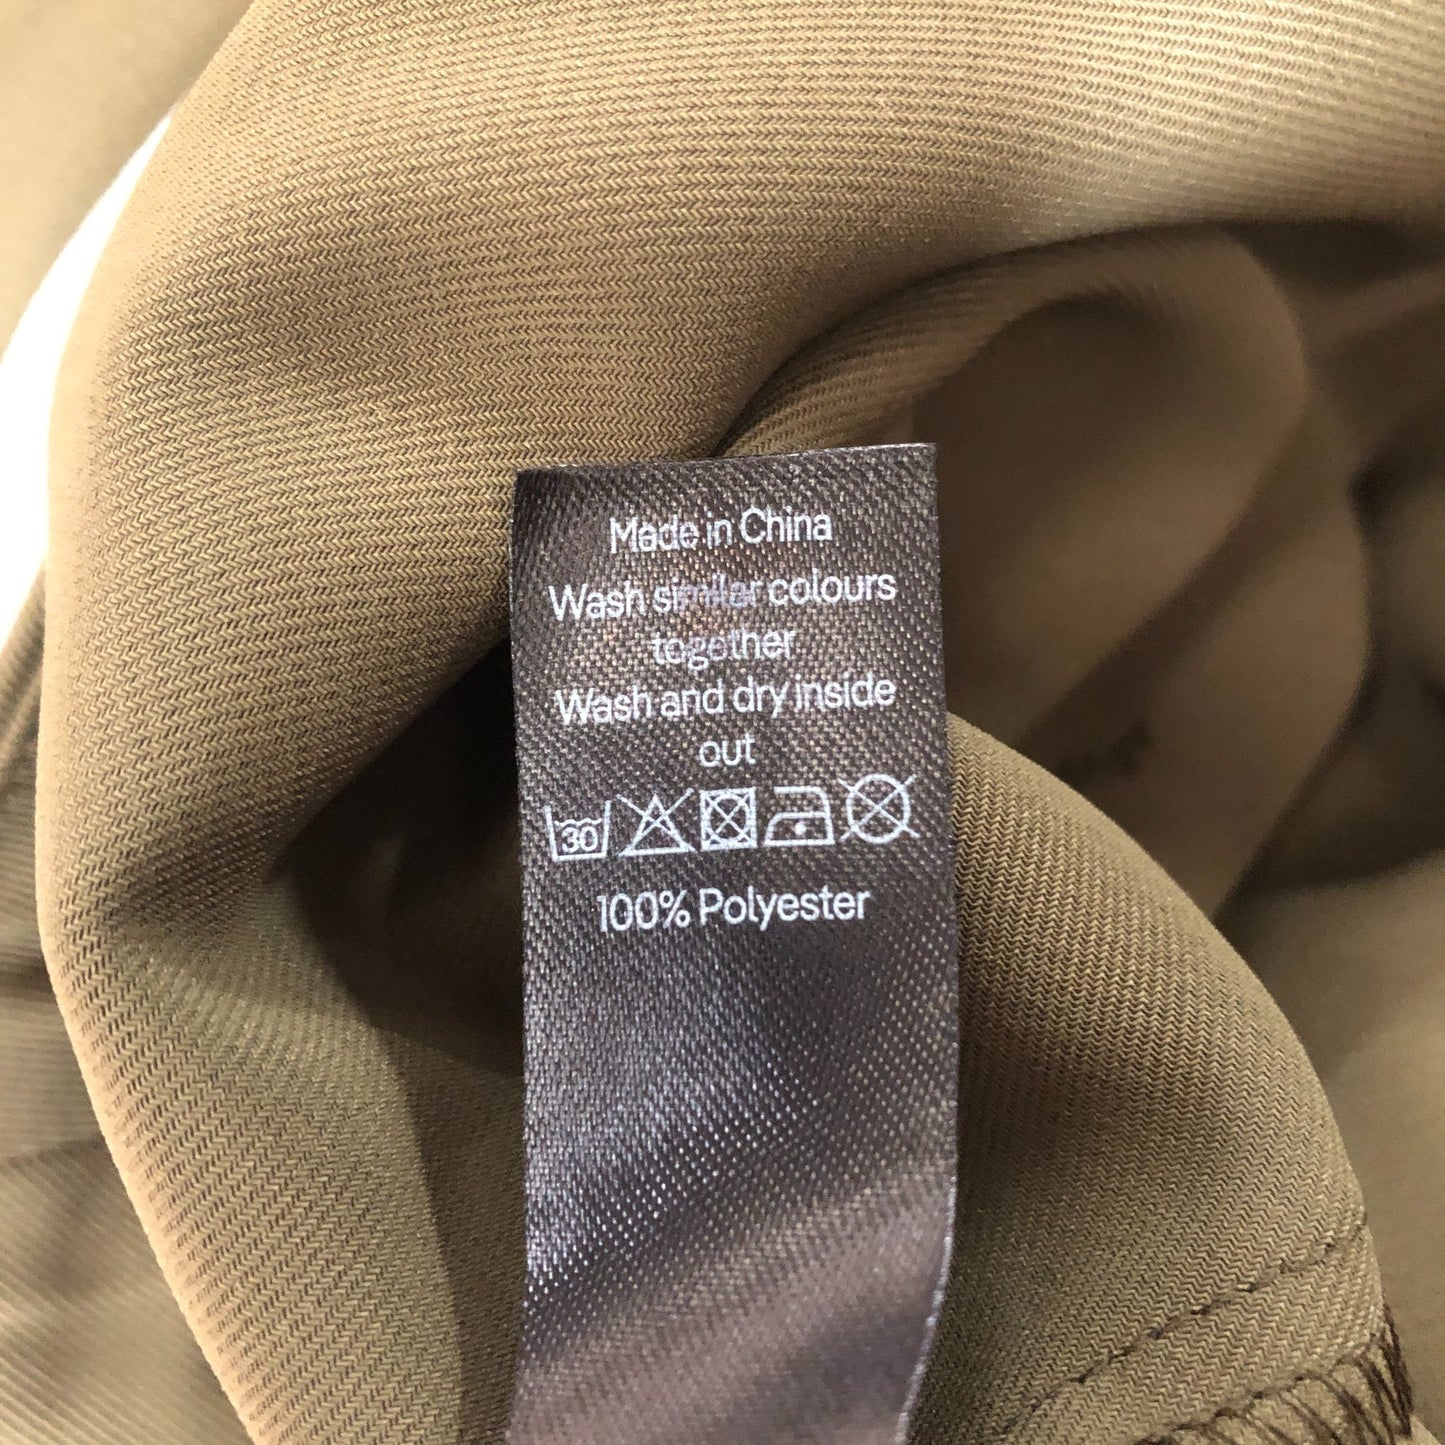 Made in China
Wash similar colours
together
Wash and dry inside
out
30
100% Polyester